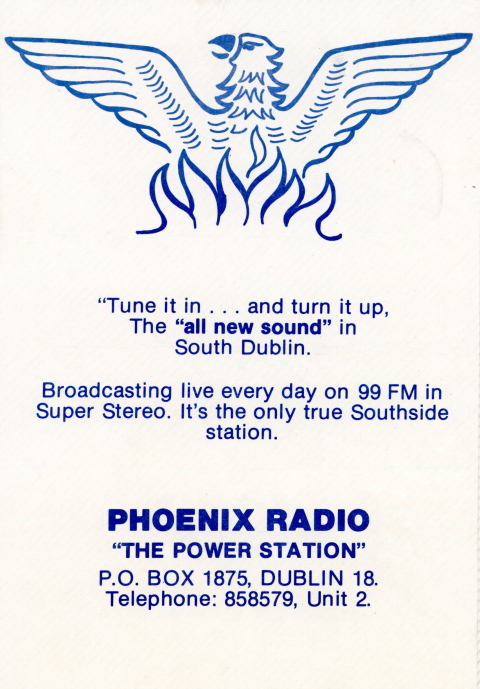 “Tune it in . . . and turn it up,
The “all new sound” in
South Dublin.
Broadcasting live every day on 99 FM in
Super Stereo. It's the only true Southside
station.
PHOENIX RADIO
“THE POWER STATION”
P.O. BOX 1875, DUBLIN 18.
Telephone: 858579, Unit 2.